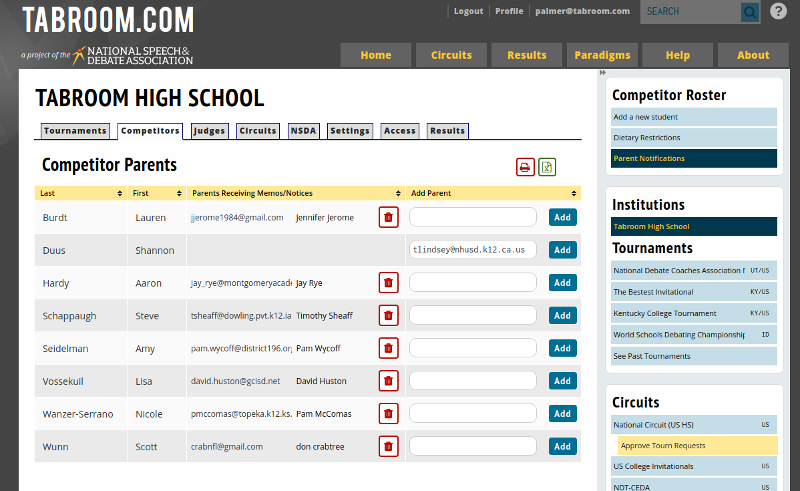 TABROOM.COM
Logout Profile palmer@tabroom.com SEARCH ?
a project of the NATIONAL SPEECH &
DEBATE ASSOCIATION
Home Circuits Results Paradigms Help About
TABROOM HIGH SCHOOL
Tournaments Competitors Judges Circuits NSDA Settings Access Results
Competitor Parents
Last First Parents Receiving Memos/Notices Add Parent
Burdt Lauren jjerome1984@gmail.com Jennifer Jerome Add
Duus Shannon tlindsey@nhusd.k12.ca.us Add
Hardy Aaron jay_rye@montgomeryacade Jay Rye Add
Schappaugh Steve tsheaff@dowling.pvt.k12.ia Timothy Sheaff Add
Seidelman Amy pam.wycoff@district196.or Pam Wycoff Add
Vossekuil Lisa david.huston@gcisd.net David Huston Add
Wanzer-Serrano Nicole pmccomas@topeka.k12.ks. Pam McComas Add
Wunn Scott crabnfl@gmail.com don crabtree Add
Competitor Roster
Add a new student
Dietary Restrictions
Parent Notifications
Institutions
Tabroom High School
Tournaments
National Debate Coaches Association UT/US
The Bestest Invitational KY/US
Kentucky College Tournament KY/US
World Schools Debating Championship ID
See Past Tournaments
Circuits
National Circuit (US HS) US
Approve Tourn Requests
US College Invitationals US
NDT-CEDA US